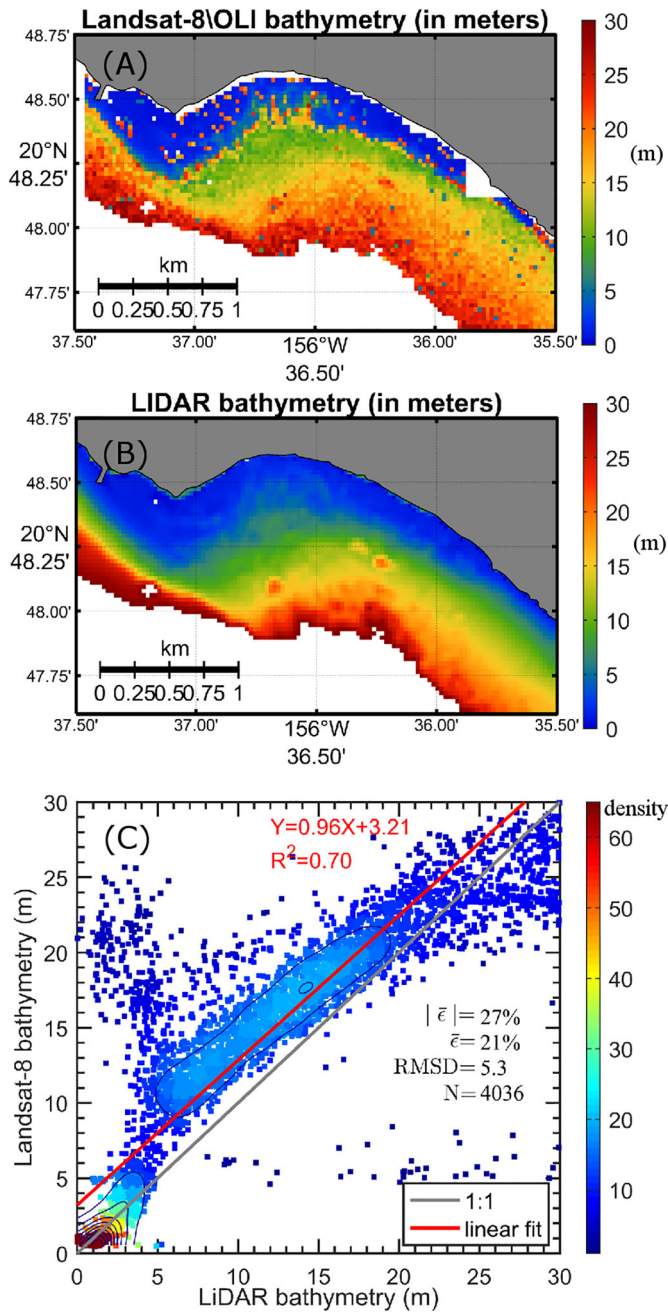 Landsat-8\OLI bathymetry (in meters)
(A)
48.75'
48.50'
20°N
48.25'
48.00'
47.75'
km
0 0.25 0.5 0.75 1
37.50' 37.00' 156°W 36.00' 35.50'
36.50'
30
25
20
15
10
5
0
(m)
LIDAR bathymetry (in meters)
(B)
48.75'
48.50'
20°N
48.25'
48.00'
47.75'
km
0 0.25 0.5 0.75 1
37.50' 37.00' 156°W 36.00' 35.50'
36.50'
30
25
20
15
10
5
0
(m)
(C)
Y=0.96X+3.21
R²=0.70
| ε̄ |= 27%
ε̄= 21%
RMSD= 5.3
N= 4036
1:1
linear fit
Landsat-8 bathymetry (m)
30
25
20
15
10
5
0
0 5 10 15 20 25 30
LiDAR bathymetry (m)
density
60
50
40
30
20
10